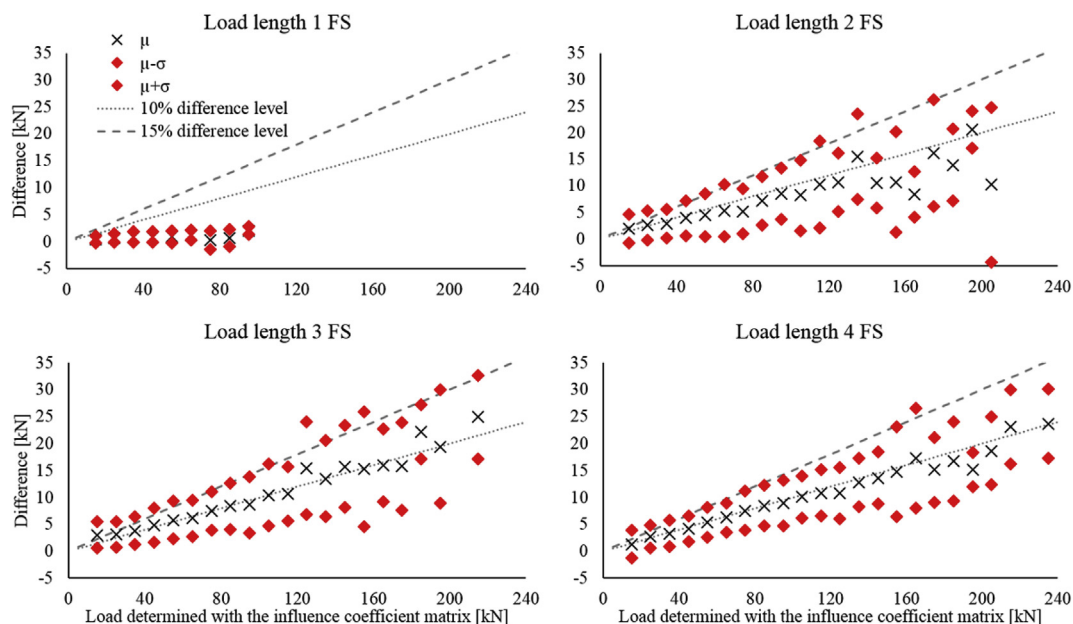 Load length 1 FS
35
30
25
20
15
10
5
0
-5
Difference [kN]
μ
μ-σ
μ+σ
10% difference level
15% difference level
0 40 80 120 160 200 240
Load length 2 FS
35
30
25
20
15
10
5
0
-5
0 40 80 120 160 200 240
Load length 3 FS
35
30
25
20
15
10
5
0
-5
Difference [kN]
0 40 80 120 160 200 240
Load determined with the influence coefficient matrix [kN]
Load length 4 FS
35
30
25
20
15
10
5
0
-5
0 40 80 120 160 200 240
Load determined with the influence coefficient matrix [kN]